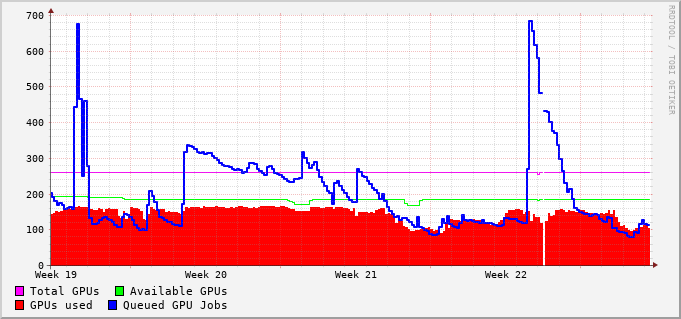 700
600
500
400
300
200
100
0
Week 19 Week 20 Week 21 Week 22
Total GPUs Available GPUs
GPUs used Queued GPU Jobs
RRDTOOL / TOBI OETIKER